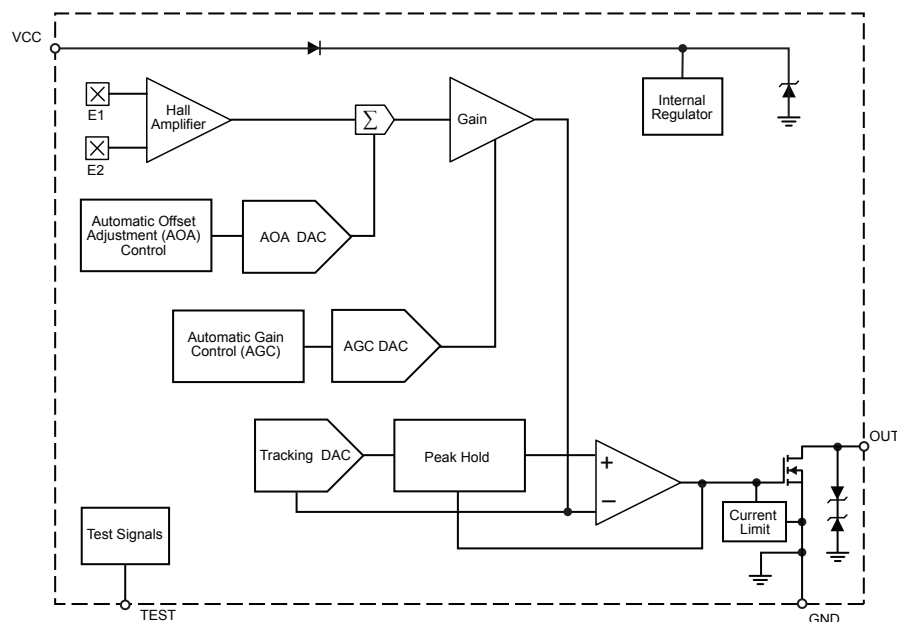 VCC
E1
E2
Hall
Amplifier
Σ
Gain
Internal
Regulator
Automatic Offset
Adjustment (AOA)
Control
AOA DAC
Automatic Gain
Control (AGC)
AGC DAC
Tracking DAC
Peak Hold
+
−
OUT
Current
Limit
Test Signals
TEST
GND